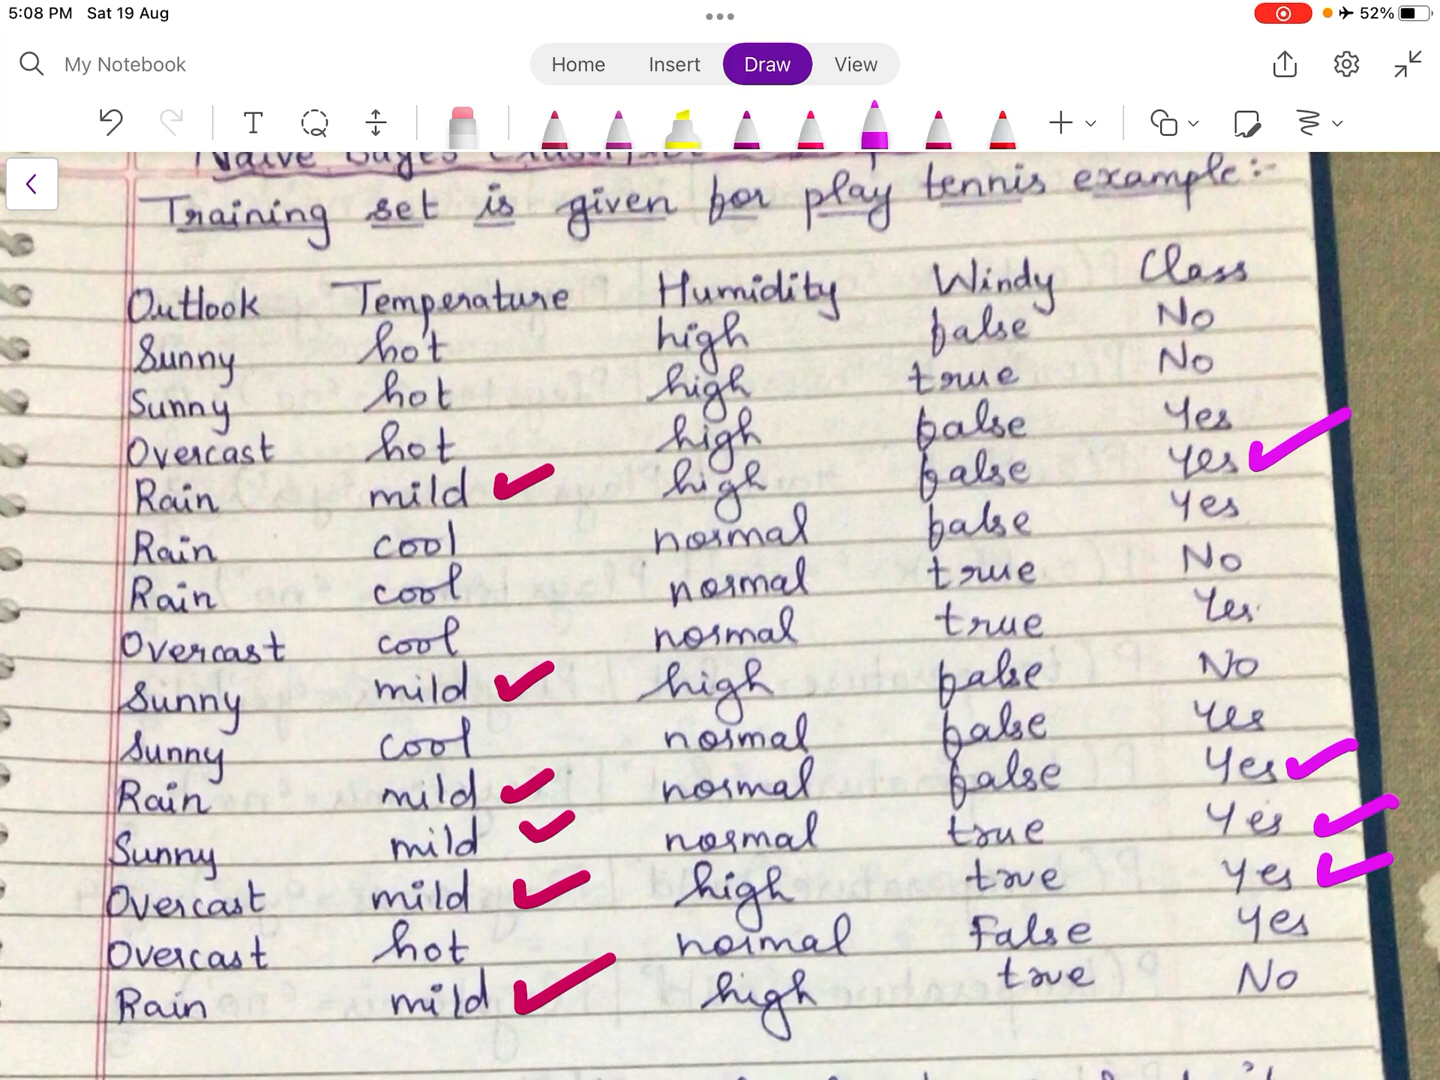 5:08 PM Sat 19 Aug 52%
My Notebook Home Insert Draw View
T
Naive Bayes
Training set is given for play tennis example:-
Outlook Temperature Humidity Windy Class
Sunny hot high false No
Sunny hot high true No
Overcast hot high false Yes
Rain mild high false Yes
Rain cool normal false Yes
Rain cool normal true No
Overcast cool normal true Yes
Sunny mild high false No
Sunny cool normal false Yes
Rain mild normal false Yes
Sunny mild normal true Yes
Overcast mild high true Yes
Overcast hot normal False Yes
Rain mild high true No